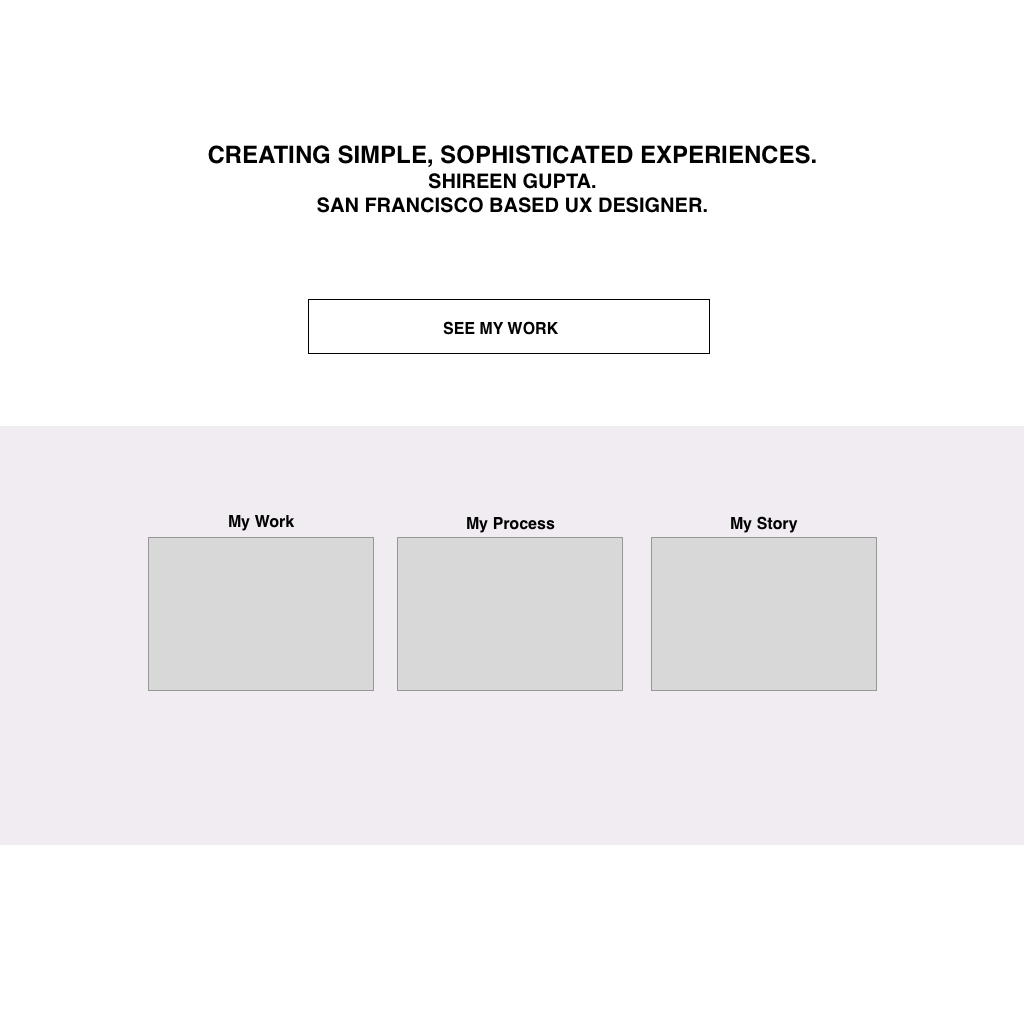 CREATING SIMPLE, SOPHISTICATED EXPERIENCES.
SHIREEN GUPTA.
SAN FRANCISCO BASED UX DESIGNER.
SEE MY WORK
My Work
My Process
My Story